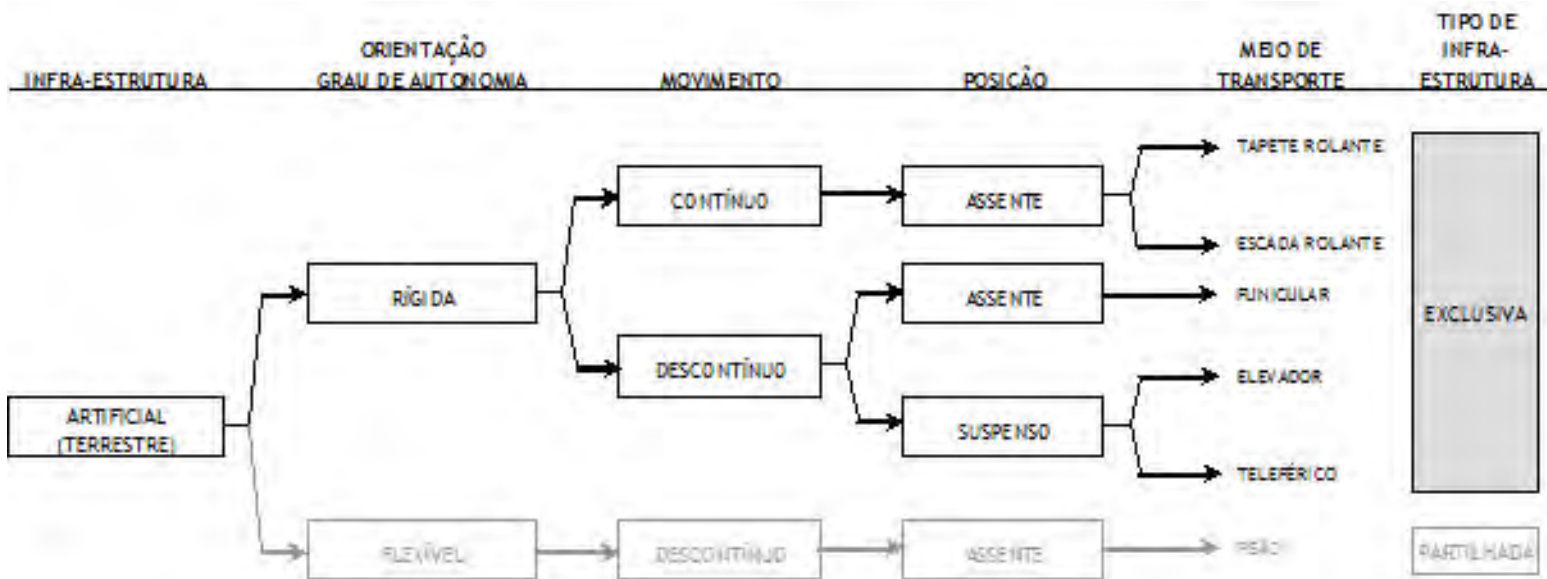 INFRA-ESTRUTURA
ORIENTAÇÃO
GRAU DE AUTONOMIA
MOVIMENTO
POSIÇÃO
MEIO DE
TRANSPORTE
TIPO DE
INFRA-
ESTRUTURA
TAPETE ROLANTE
CONTÍNUO
ASSENTE
ESCADA ROLANTE
RÍGIDA
ASSENTE
FUNICULAR
EXCLUSIVA
DESCONTÍNUO
ELEVADOR
ARTIFICIAL
(TERRESTRE)
SUSPENSO
TELEFÉRICO
FLEXÍVEL
DESCONTÍNUO
ASSENTE
PARTILHADA